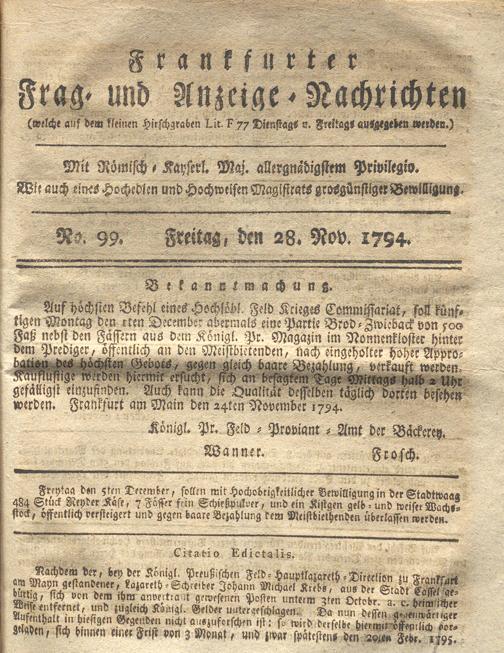 Frankfurter
Frag- und Anzeige-Nachrichten
(welche auf dem kleinen Hirschgraben Lit. F 77 Dienstags u. Freitags ausgegeben werden.)
Mit Römisch-Kayserl. Maj. allergnädigstem Privilegio.
Wie auch eines Hochedlen und Hochweisen Magistrats grosgünstiger Bewilligung.
No. 99. Freitag, den 28. Nov. 1794.
Bekanntmachung.
Auf höchsten Befehl eines Hochlöbl. Feld Krieges Commissariat, soll künf-
tigen Montag den 1ten December abermals eine Partie Brod-Zwieback von 500
Faß nebst den Fässern aus dem Königl. Pr. Magazin im Nonnenkloster hinter
dem Prediger, öffentlich an den Meistbietenden, nach eingeholter hoher Appro-
bation des höchsten Gebots, gegen gleich baare Bezahlung, verkauft werden.
Kauflustige werden hiermit ersucht, sich an besagtem Tage Mittags halb 2 Uhr
gefälligst einzufinden. Auch kann die Qualität desselben täglich dorten besehen
werden. Frankfurt am Main den 24ten November 1794.
Königl. Pr. Feld-Proviant-Amt der Bäckerey.
Wanner. Frosch.
Freytag den 5ten December, sollen mit Hochobrigkeitlicher Bewilligung in der Stadtwaag
484 Stück Reyder Käse, 7 Fässer fein Schießpulver, und ein Kistgen gelb- und weiser Wachs-
stock, öffentlich versteigert und gegen baare Bezahlung dem Meistbiethenden überlassen werden.
Citatio Edictalis.
Nachdem der, bey der Königl. Preußischen Feld-Hauptlazareth-Direction zu Frankfurt
am Mayn gestandener, Lazareth-Schreiber Johann Michael Krebs, aus der Stadt Cassel ge-
bürtig, sich von dem ihm anvertraut gewesenen Posten unterm 3ten Octobr. a. c. heimlicher
Weise entfernet, und zugleich Königl. Gelder untergeschlagen. Da nun dessen gegenwärtiger
Aufenthalt in hiesigen Gegenden nicht auszuforschen ist: so wird derselbe hiermit öffentlich vor-
geladen, sich binnen einer Frist von 3 Monat, und zwar spätestens den 20ten Febr. 1795.